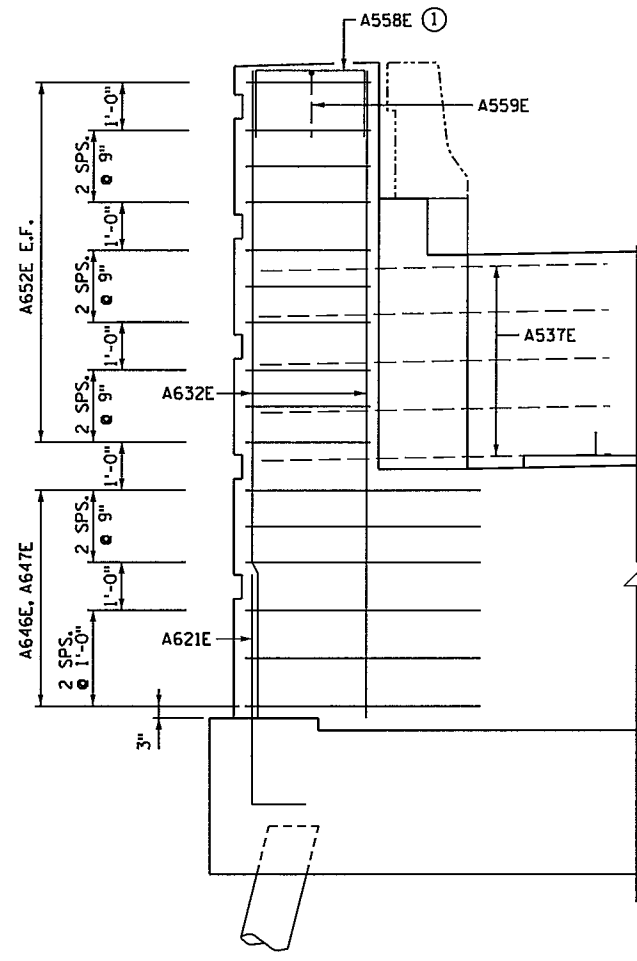 A558E ①
A559E
1'-0"
2 SPS.
@ 9"
1'-0"
A652E E.F.
2 SPS.
@ 9"
A537E
1'-0"
A632E
2 SPS.
@ 9"
1'-0"
2 SPS.
@ 9"
A646E, A647E
1'-0"
A621E
2 SPS.
@ 1'-0"
3"